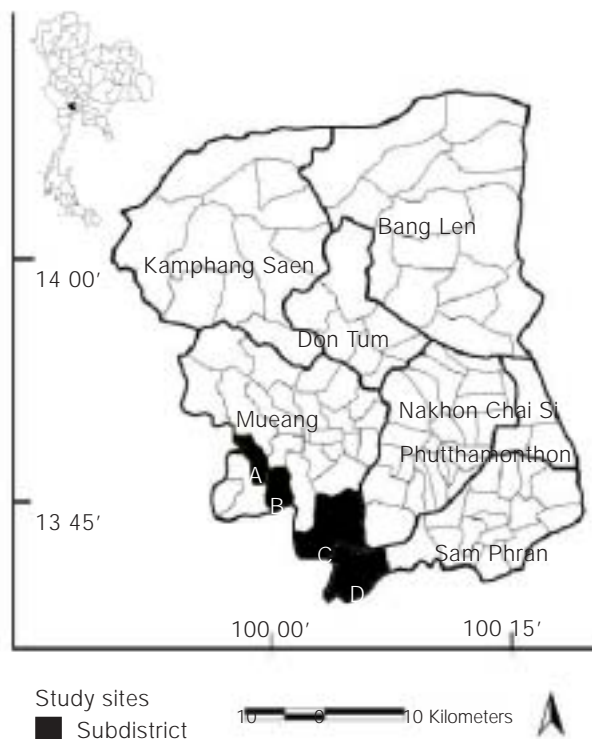 Bang Len
Kamphang Saen
14 00′
Don Tum
Mueang
Nakhon Chai Si
Phutthamonthon
A
B
13 45′
C
Sam Phran
D
100 00′
100 15′
Study sites
Subdistrict
10 0 10 Kilometers